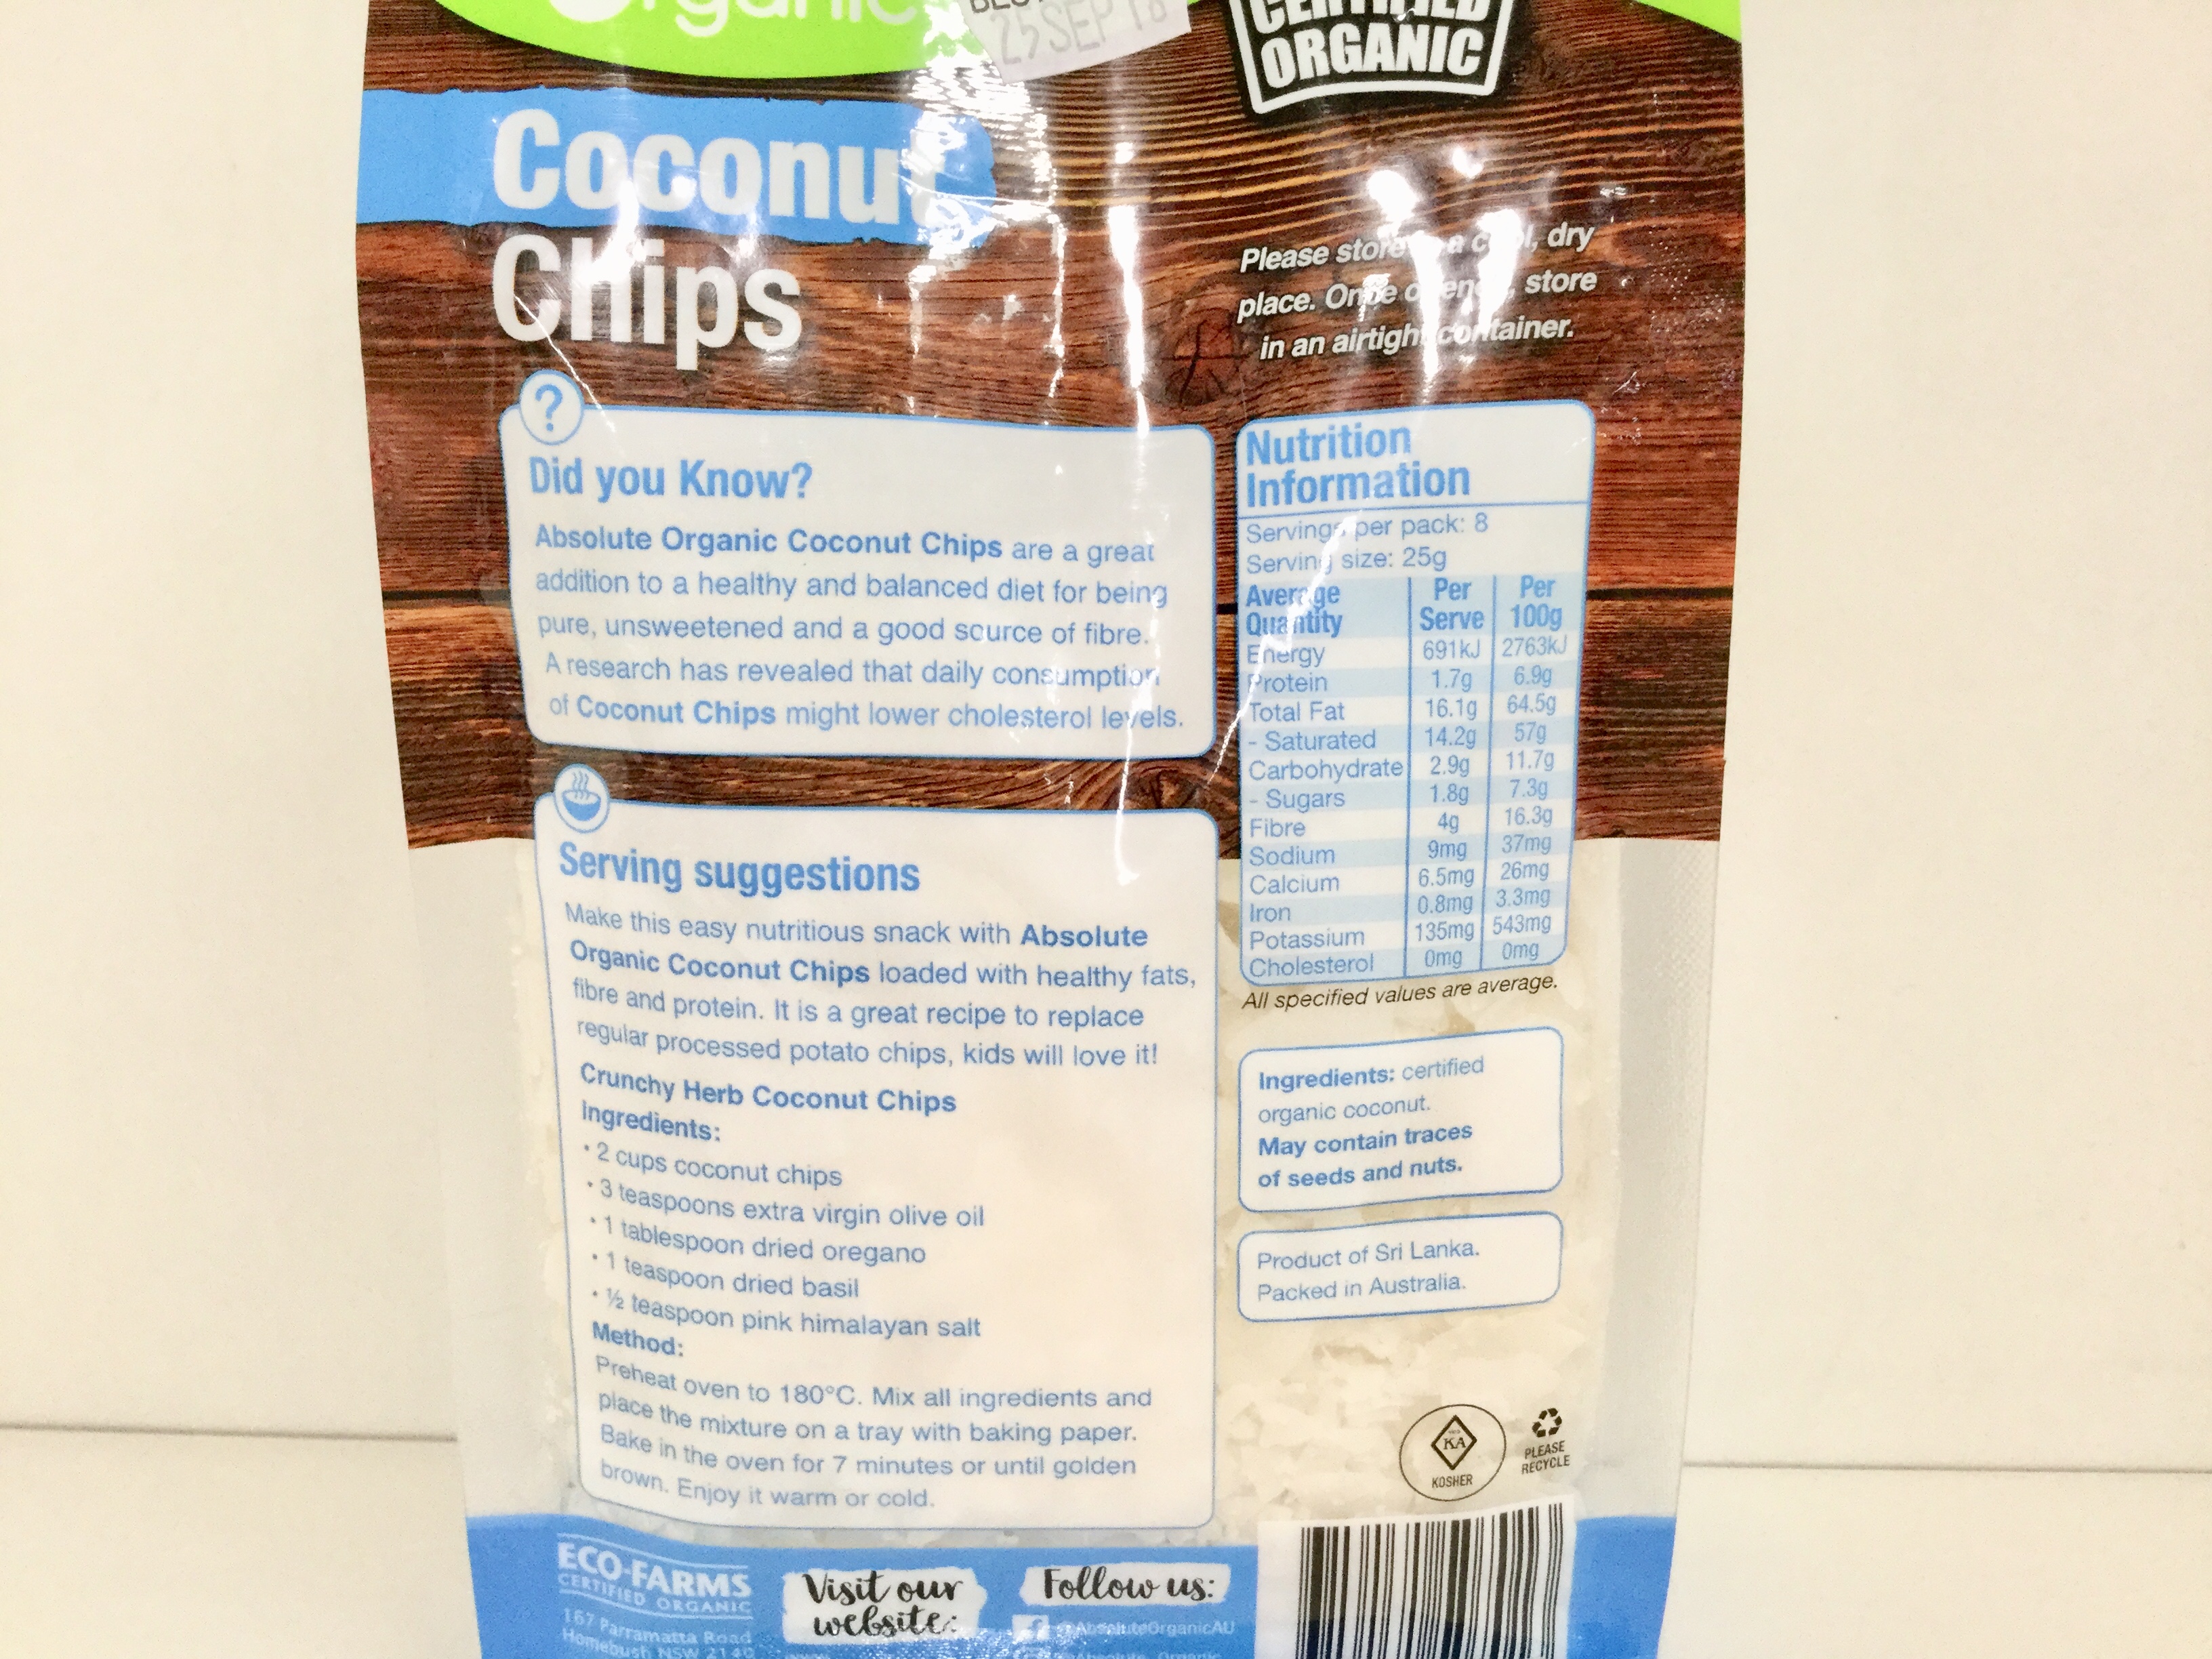 Organic
25 SEP 18
CERTIFIED
ORGANIC
Coconut
Chips
Please store a cool, dry
place. Once opened, store
in an airtight container.
?
Did you Know?
Absolute Organic Coconut Chips are a great
addition to a healthy and balanced diet for being
pure, unsweetened and a good source of fibre.
A research has revealed that daily consumption
of Coconut Chips might lower cholesterol levels.
Serving suggestions
Make this easy nutritious snack with Absolute
Organic Coconut Chips loaded with healthy fats,
fibre and protein. It is a great recipe to replace
regular processed potato chips, kids will love it!
Crunchy Herb Coconut Chips
Ingredients:
• 2 cups coconut chips
• 3 teaspoons extra virgin olive oil
• 1 tablespoon dried oregano
• 1 teaspoon dried basil
• ½ teaspoon pink himalayan salt
Method:
Preheat oven to 180°C. Mix all ingredients and
place the mixture on a tray with baking paper.
Bake in the oven for 7 minutes or until golden
brown. Enjoy it warm or cold.
Nutrition
Information
Servings per pack: 8
Serving size: 25g
Average Quantity Per Serve Per 100g
Energy 691kJ 2763kJ
Protein 1.7g 6.9g
Total Fat 16.1g 64.5g
- Saturated 14.2g 57g
Carbohydrate 2.9g 11.7g
- Sugars 1.8g 7.3g
Fibre 4g 16.3g
Sodium 9mg 37mg
Calcium 6.5mg 26mg
Iron 0.8mg 3.3mg
Potassium 135mg 543mg
Cholesterol 0mg 0mg
All specified values are average.
Ingredients: certified
organic coconut.
May contain traces
of seeds and nuts.
Product of Sri Lanka.
Packed in Australia.
KA
KOSHER
PLEASE
RECYCLE
ECO-FARMS
CERTIFIED ORGANIC
167 Parramatta Road
Homebush NSW 2140
Visit our
website:
Follow us:
f @AbsoluteOrganicAU